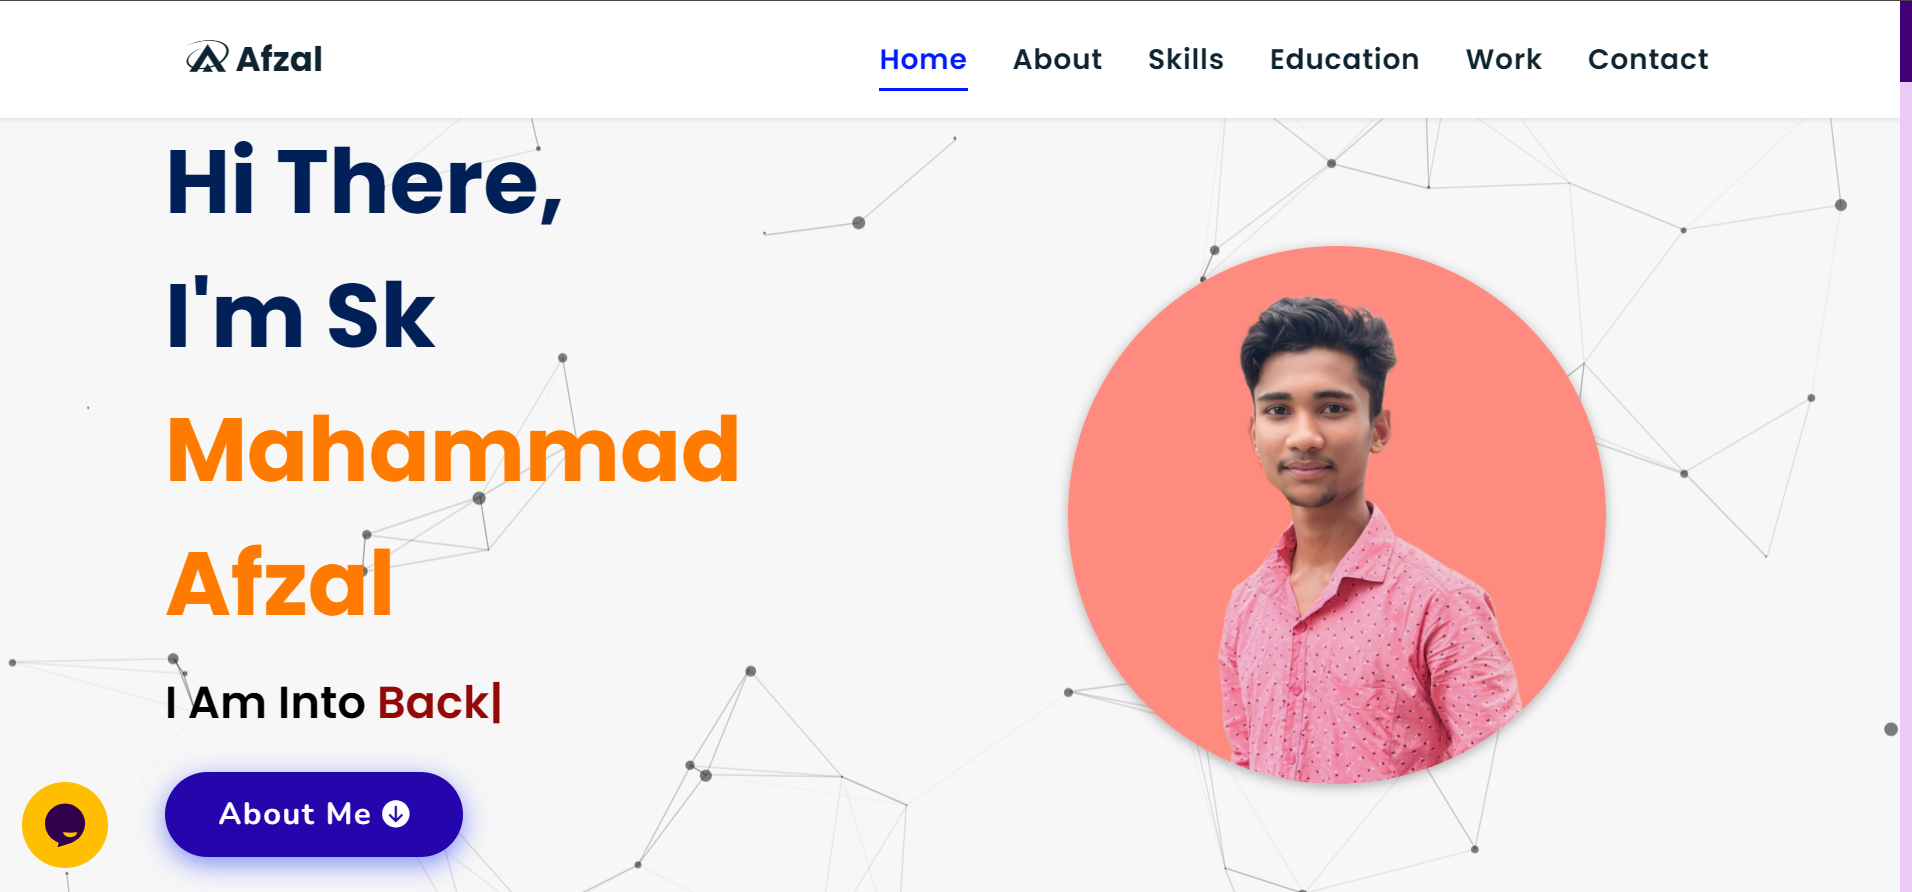 Afzal
Home About Skills Education Work Contact
Hi There,
I'm Sk
Mahammad
Afzal
I Am Into Back|
About Me